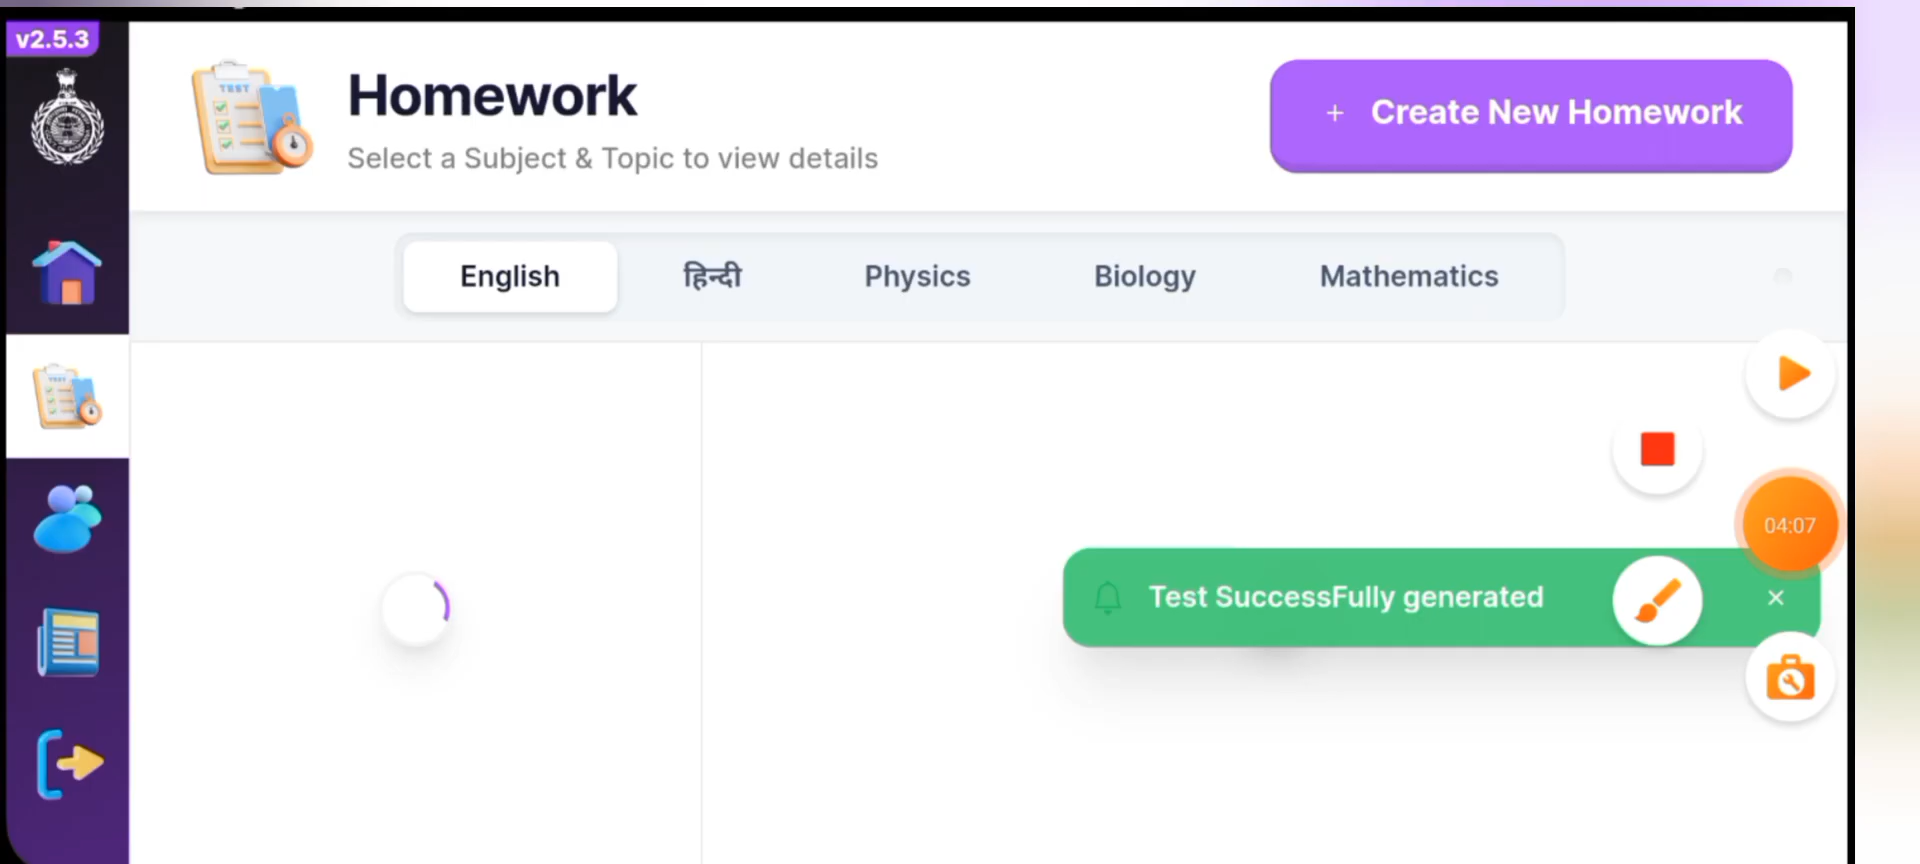 v2.5.3
Homework
Select a Subject & Topic to view details
+ Create New Homework
English
हिन्दी
Physics
Biology
Mathematics
04:07
Test SuccessFully generated